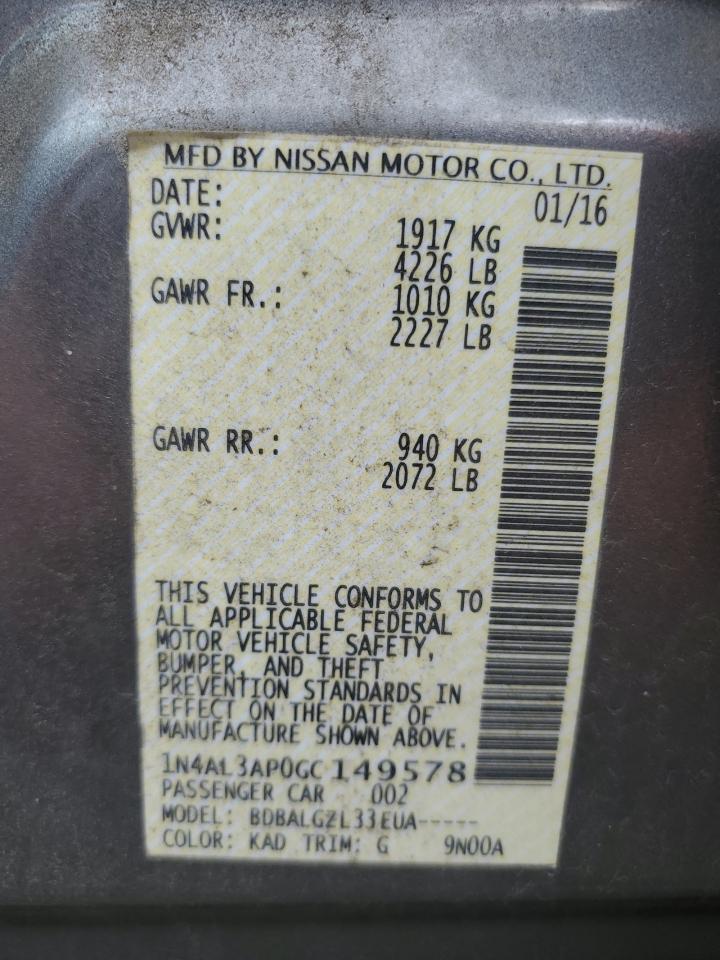 MFD BY NISSAN MOTOR CO., LTD.
DATE: 01/16
GVWR: 1917 KG
4226 LB
GAWR FR.: 1010 KG
2227 LB
GAWR RR.: 940 KG
2072 LB
THIS VEHICLE CONFORMS TO
ALL APPLICABLE FEDERAL
MOTOR VEHICLE SAFETY,
BUMPER, AND THEFT
PREVENTION STANDARDS IN
EFFECT ON THE DATE OF
MANUFACTURE SHOWN ABOVE.
1N4AL3AP0GC149578
PASSENGER CAR 002
MODEL: BDBALGZL33EUA-----
COLOR: KAD TRIM: G 9N00A